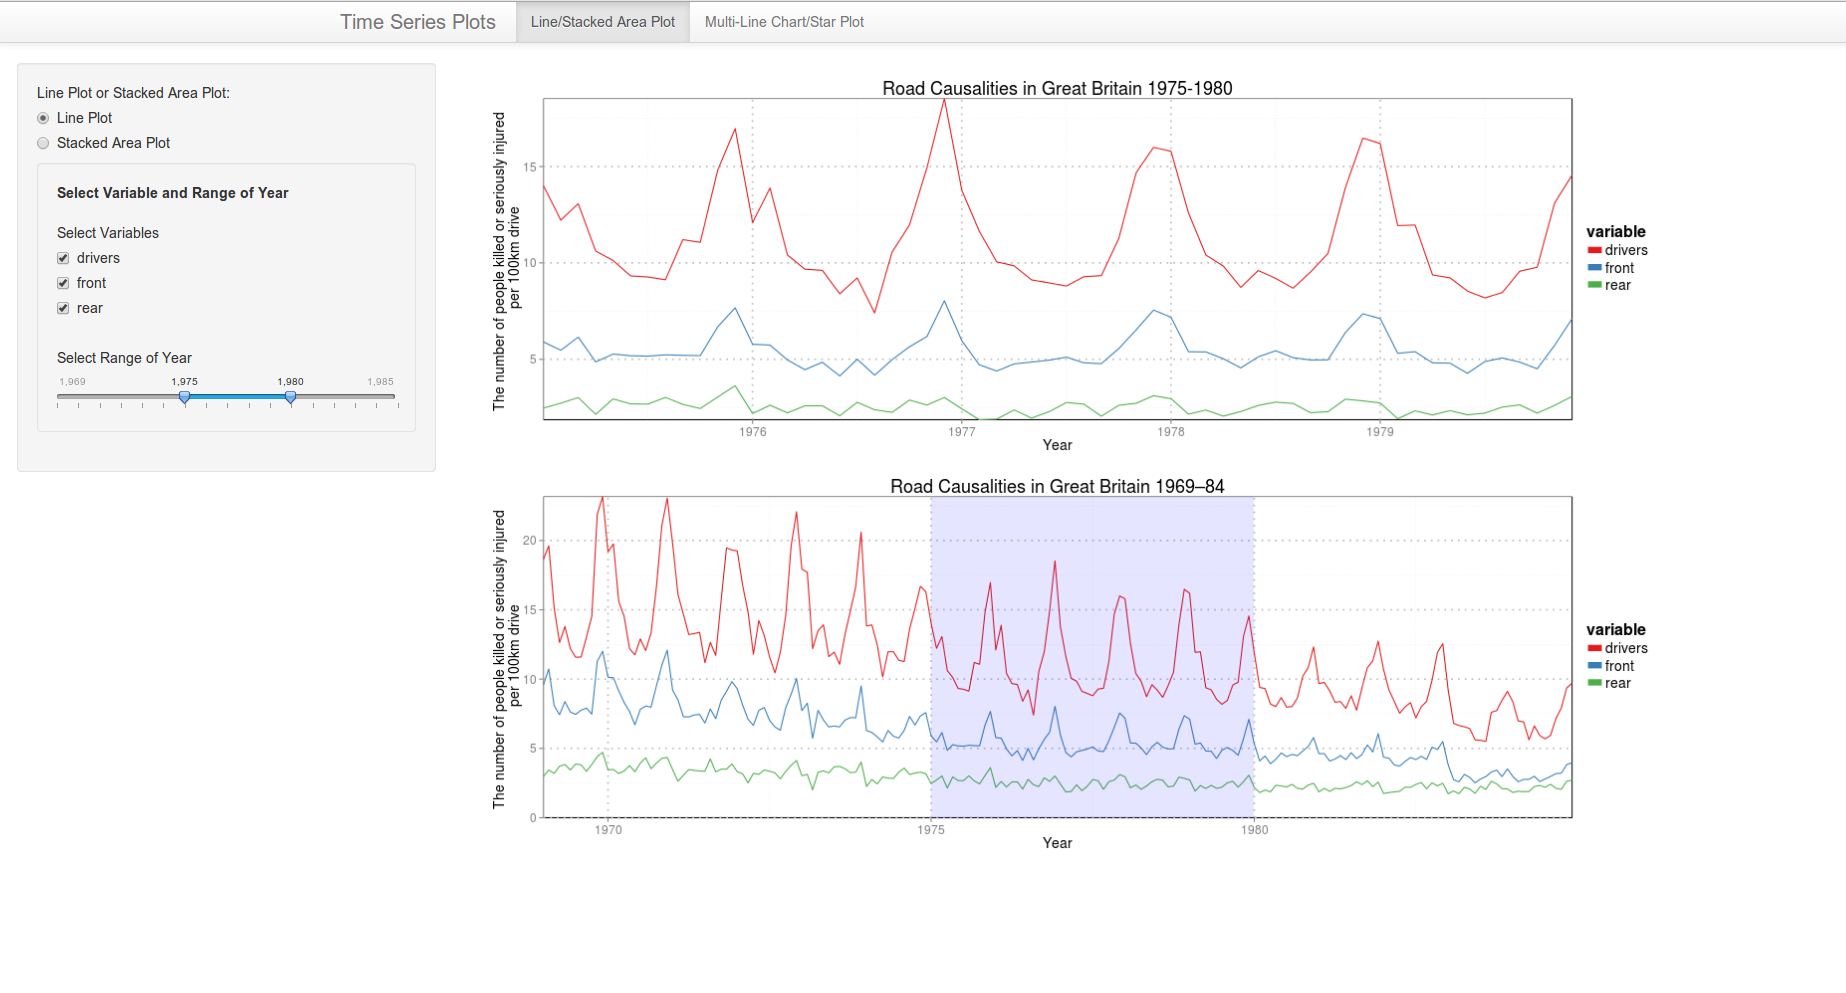 Time Series Plots
Line/Stacked Area Plot
Multi-Line Chart/Star Plot
Line Plot or Stacked Area Plot:
Line Plot
Stacked Area Plot
Select Variable and Range of Year
Select Variables
drivers
front
rear
Select Range of Year
1,969
1,975
1,980
1,985
Road Causalities in Great Britain 1975-1980
The number of people killed or seriously injured
per 100km drive
15
10
5
1976
1977
1978
1979
Year
variable
drivers
front
rear
Road Causalities in Great Britain 1969–84
The number of people killed or seriously injured
per 100km drive
20
15
10
5
0
1970
1975
1980
Year
variable
drivers
front
rear